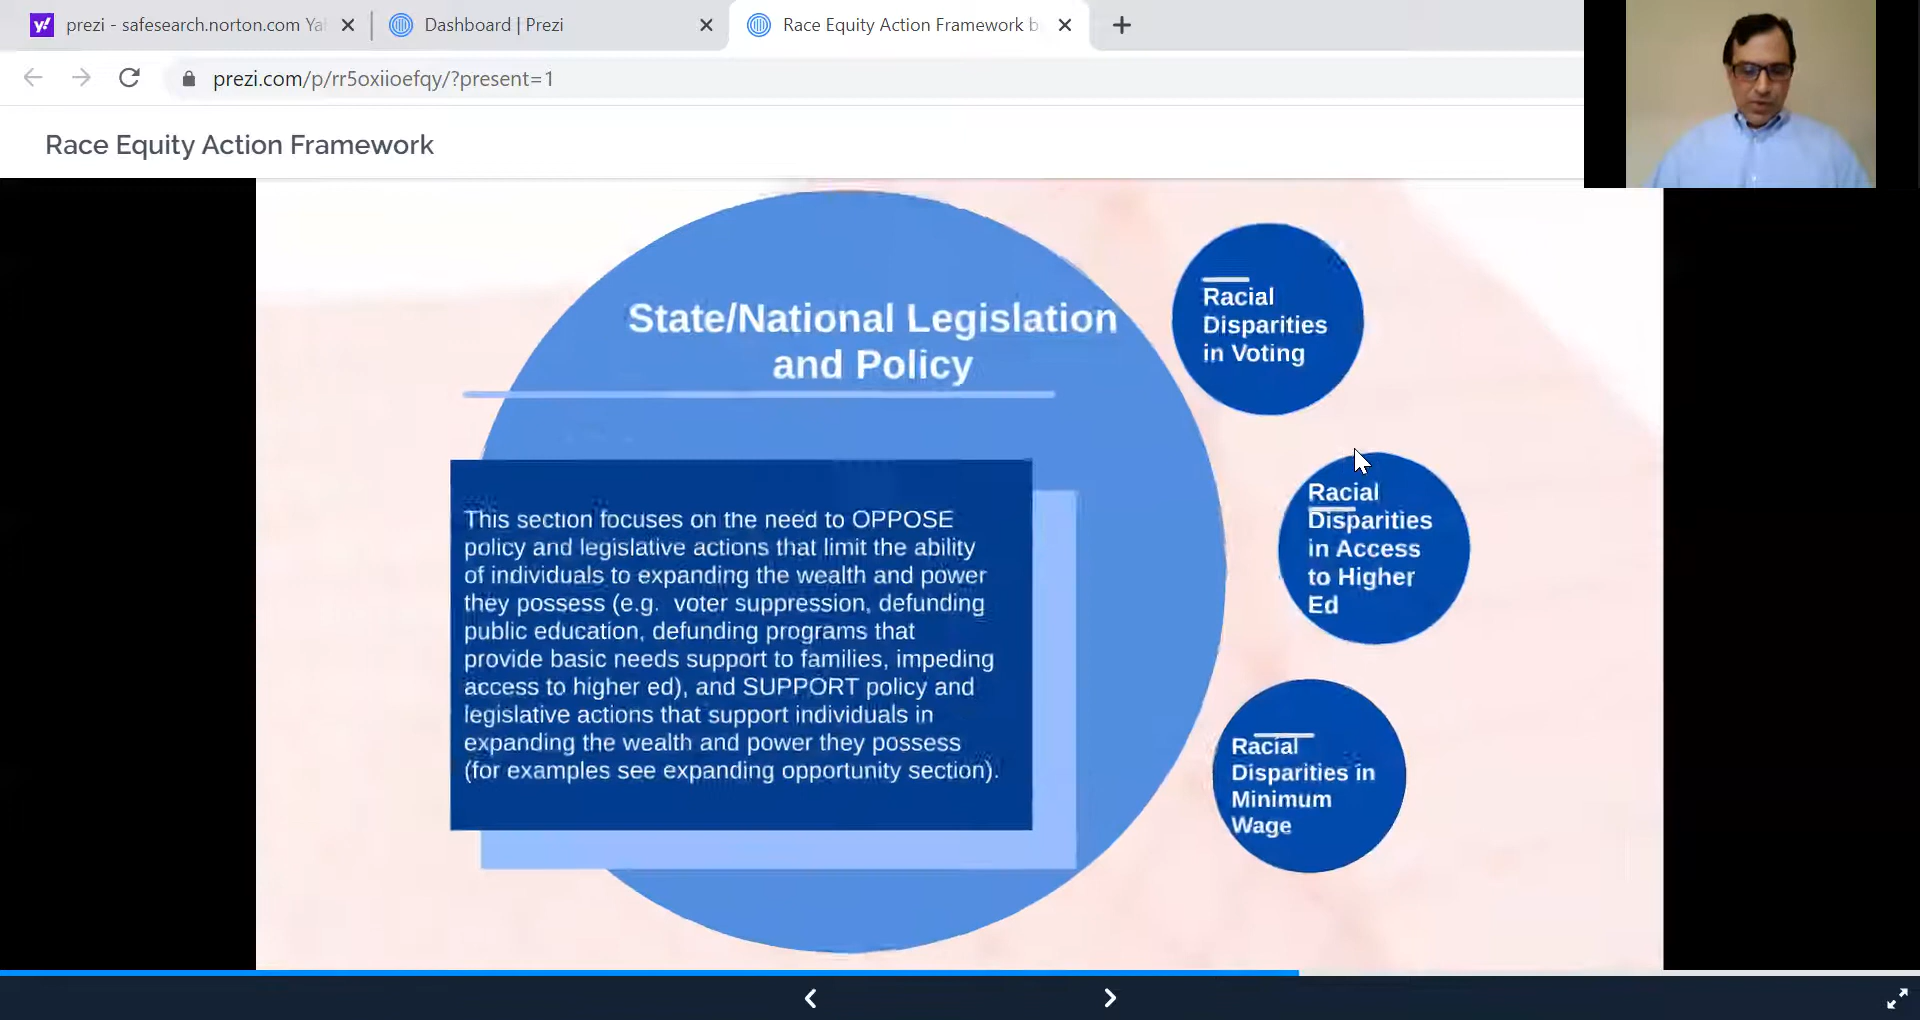 prezi - safesearch.norton.com Ya
Dashboard | Prezi
Race Equity Action Framework b
prezi.com/p/rr5oxiioefqy/?present=1
Race Equity Action Framework
State/National Legislation
and Policy
This section focuses on the need to OPPOSE
policy and legislative actions that limit the ability
of individuals to expanding the wealth and power
they possess (e.g. voter suppression, defunding
public education, defunding programs that
provide basic needs support to families, impeding
access to higher ed), and SUPPORT policy and
legislative actions that support individuals in
expanding the wealth and power they possess
(for examples see expanding opportunity section).
Racial
Disparities
in Voting
Racial
Disparities
in Access
to Higher
Ed
Racial
Disparities in
Minimum
Wage